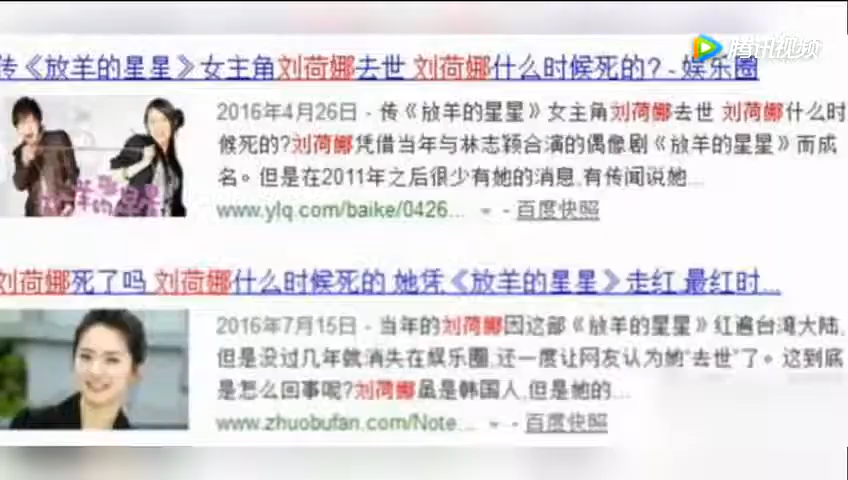 腾讯视频
传《放羊的星星》女主角刘荷娜去世 刘荷娜什么时候死的? - 娱乐圈
2016年4月26日 - 传《放羊的星星》女主角刘荷娜去世 刘荷娜什么时
候死的?刘荷娜凭借当年与林志颖合演的偶像剧《放羊的星星》而成
名。但是在2011年之后很少有她的消息,有传闻说她...
放羊的星星
www.ylq.com/baike/0426... - 百度快照
刘荷娜死了吗 刘荷娜什么时候死的 她凭《放羊的星星》走红 最红时...
2016年7月15日 - 当年的刘荷娜因这部《放羊的星星》红遍台湾大陆,
但是没过几年就消失在娱乐圈,还一度让网友认为她“去世”了。这到底
是怎么回事呢?刘荷娜虽是韩国人,但是她的...
www.zhuobufan.com/Note... - 百度快照